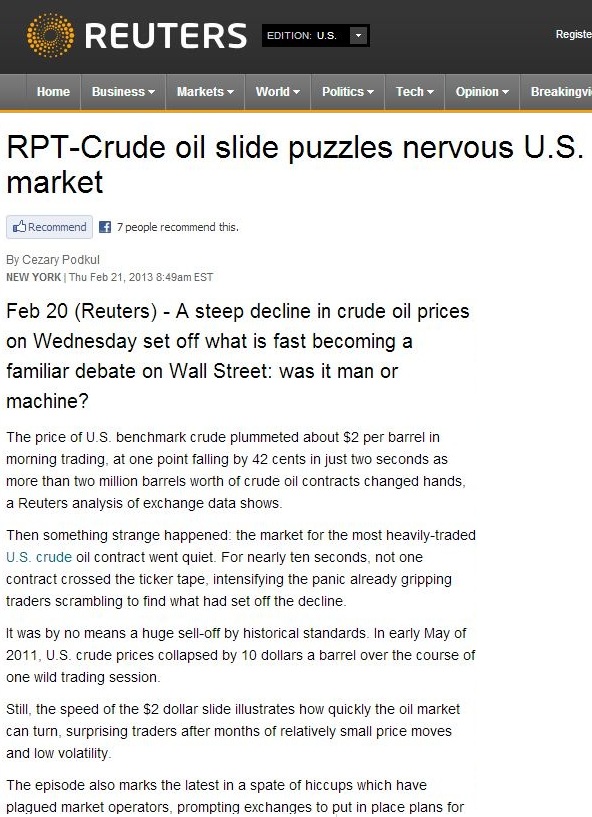 REUTERS EDITION: U.S. Registe
Home Business Markets World Politics Tech Opinion Breakingvi
RPT-Crude oil slide puzzles nervous U.S.
market
Recommend 7 people recommend this.
By Cezary Podkul
NEW YORK | Thu Feb 21, 2013 8:49am EST
Feb 20 (Reuters) - A steep decline in crude oil prices
on Wednesday set off what is fast becoming a
familiar debate on Wall Street: was it man or
machine?
The price of U.S. benchmark crude plummeted about $2 per barrel in
morning trading, at one point falling by 42 cents in just two seconds as
more than two million barrels worth of crude oil contracts changed hands,
a Reuters analysis of exchange data shows.
Then something strange happened: the market for the most heavily-traded
U.S. crude oil contract went quiet. For nearly ten seconds, not one
contract crossed the ticker tape, intensifying the panic already gripping
traders scrambling to find what had set off the decline.
It was by no means a huge sell-off by historical standards. In early May of
2011, U.S. crude prices collapsed by 10 dollars a barrel over the course of
one wild trading session.
Still, the speed of the $2 dollar slide illustrates how quickly the oil market
can turn, surprising traders after months of relatively small price moves
and low volatility.
The episode also marks the latest in a spate of hiccups which have
plagued market operators, prompting exchanges to put in place plans for